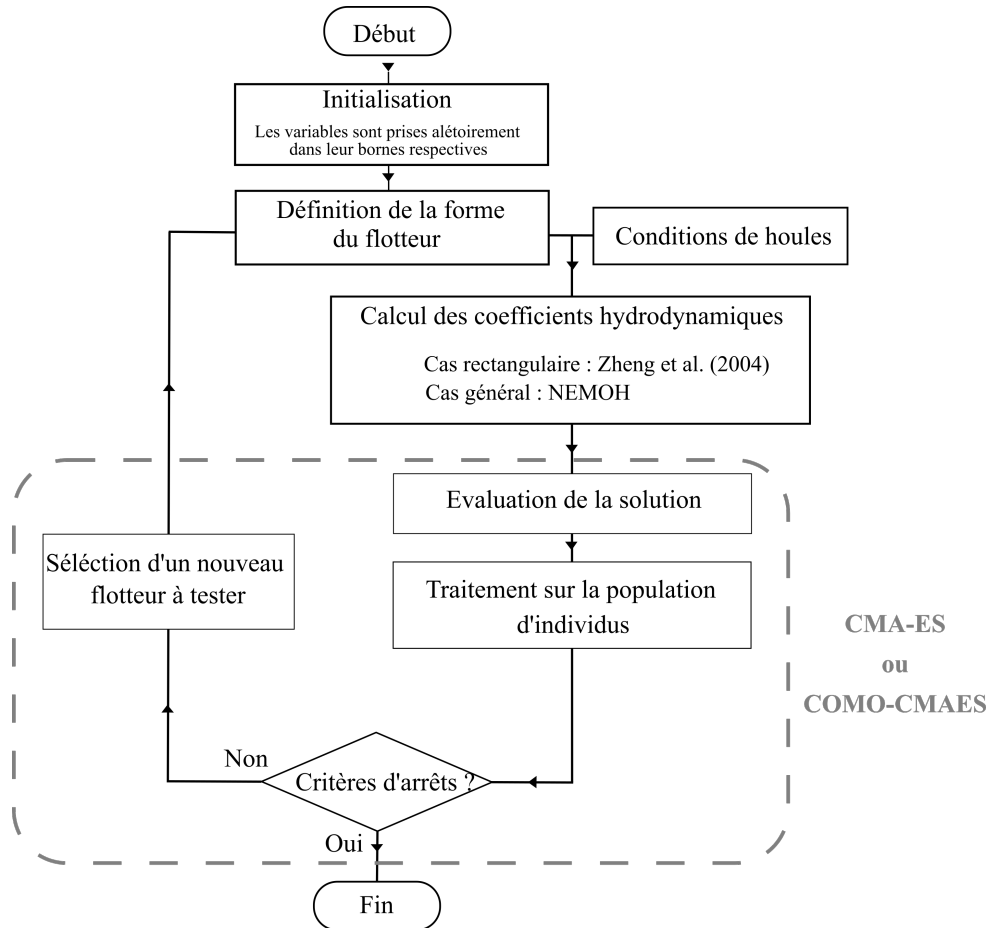 Début
Initialisation
Les variables sont prises alétoirement
dans leur bornes respectives
Définition de la forme
du flotteur
Conditions de houles
Calcul des coefficients hydrodynamiques
Cas rectangulaire : Zheng et al. (2004)
Cas général : NEMOH
Evaluation de la solution
Séléction d'un nouveau
flotteur à tester
Traitement sur la population
d'individus
CMA-ES
ou
COMO-CMAES
Non
Critères d'arrêts ?
Oui
Fin